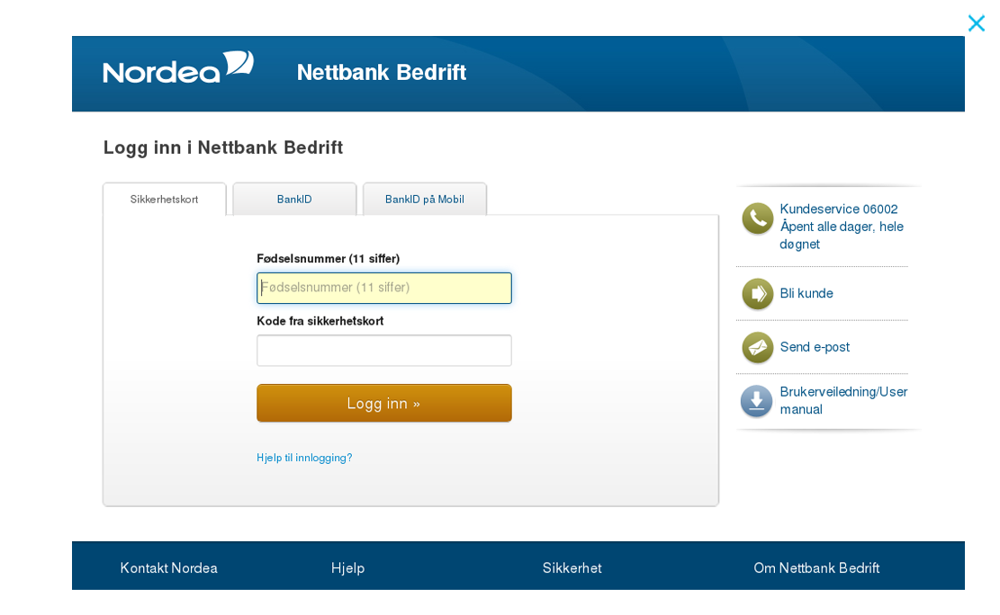 Nordea
Nettbank Bedrift
Logg inn i Nettbank Bedrift
Sikkerhetskort
BankID
BankID på Mobil
Fødselsnummer (11 siffer)
Fødselsnummer (11 siffer)
Kode fra sikkerhetskort
Logg inn »
Hjelp til innlogging?
Kundeservice 06002
Åpent alle dager, hele
døgnet
Bli kunde
Send e-post
Brukerveiledning/User
manual
Kontakt Nordea
Hjelp
Sikkerhet
Om Nettbank Bedrift